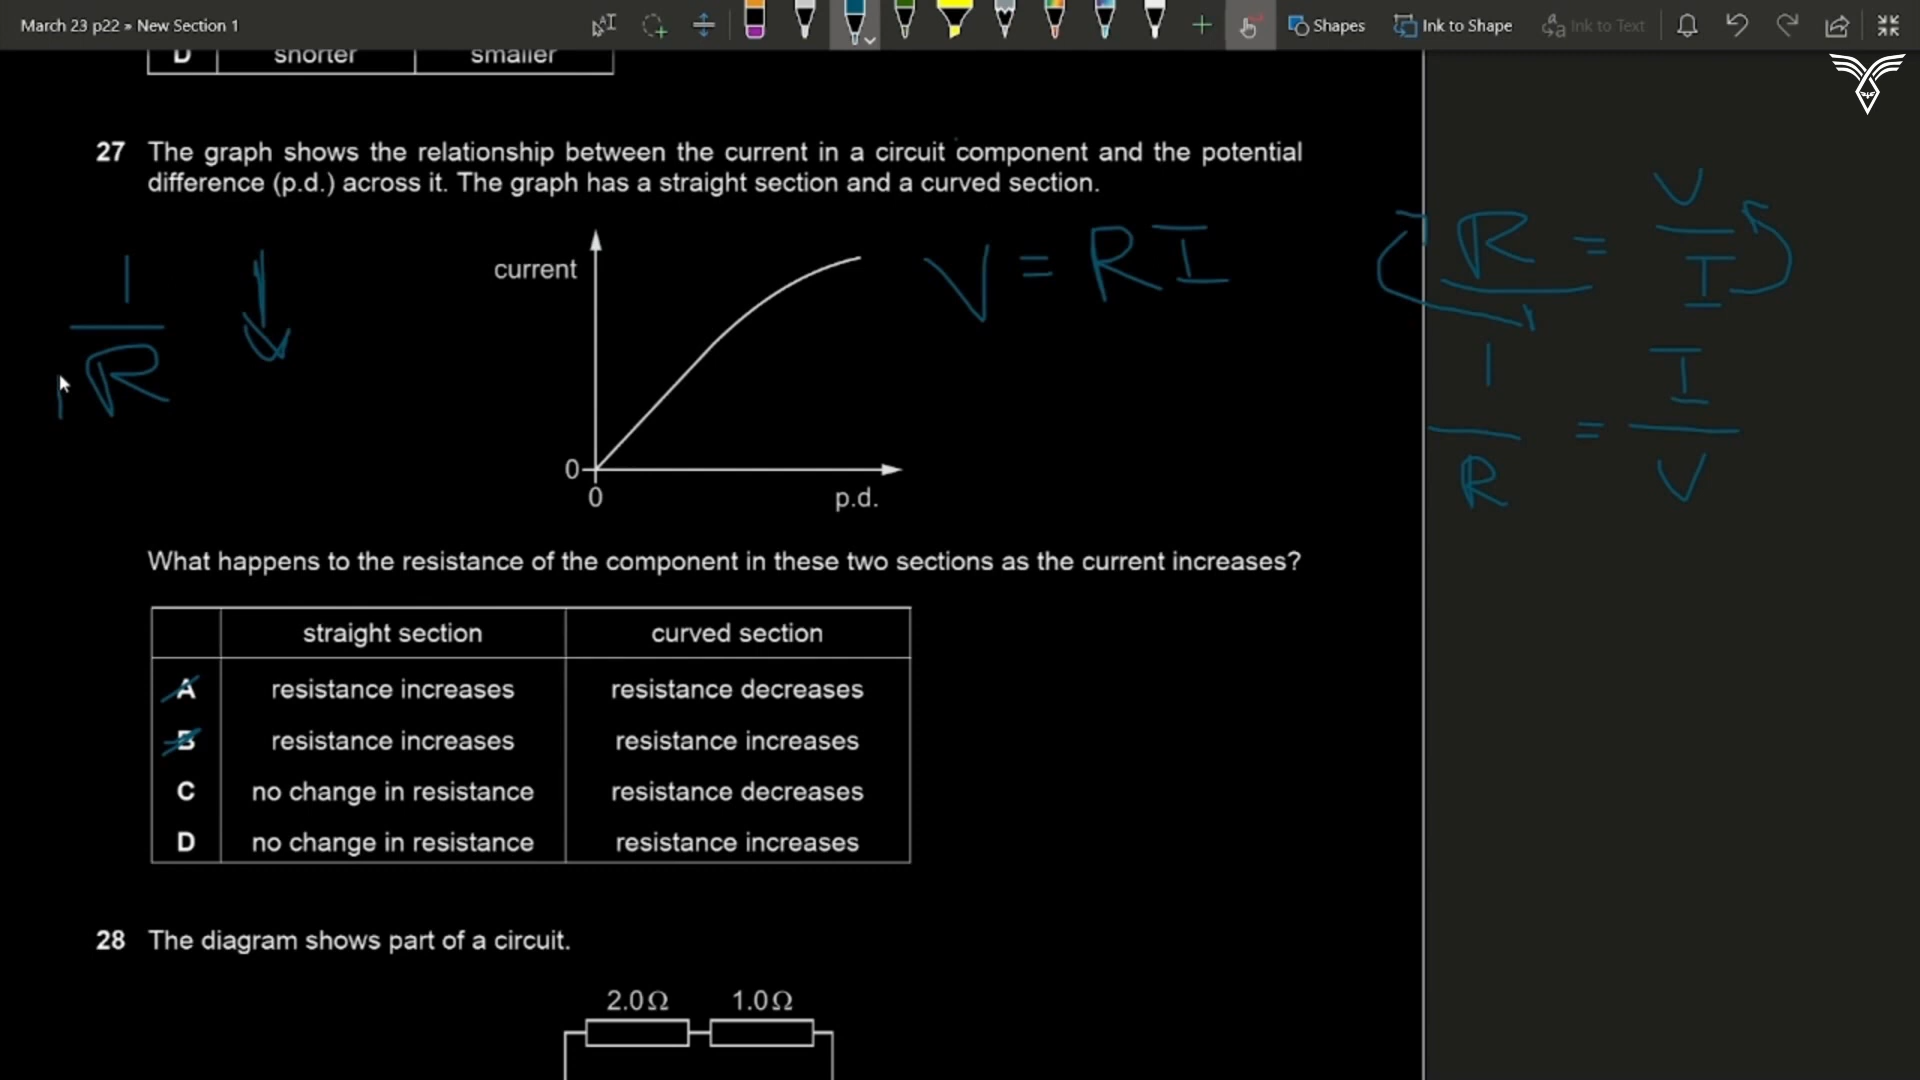 March 23 p22 » New Section 1
Shapes
Ink to Shape
Ink to Text
D shorter smaller
27 The graph shows the relationship between the current in a circuit component and the potential
difference (p.d.) across it. The graph has a straight section and a curved section.
current
0
0
p.d.
1
R
V = RI
R = V
I
1
R
=
I
V
What happens to the resistance of the component in these two sections as the current increases?
straight section curved section
A resistance increases resistance decreases
B resistance increases resistance increases
C no change in resistance resistance decreases
D no change in resistance resistance increases
28 The diagram shows part of a circuit.
2.0Ω 1.0Ω